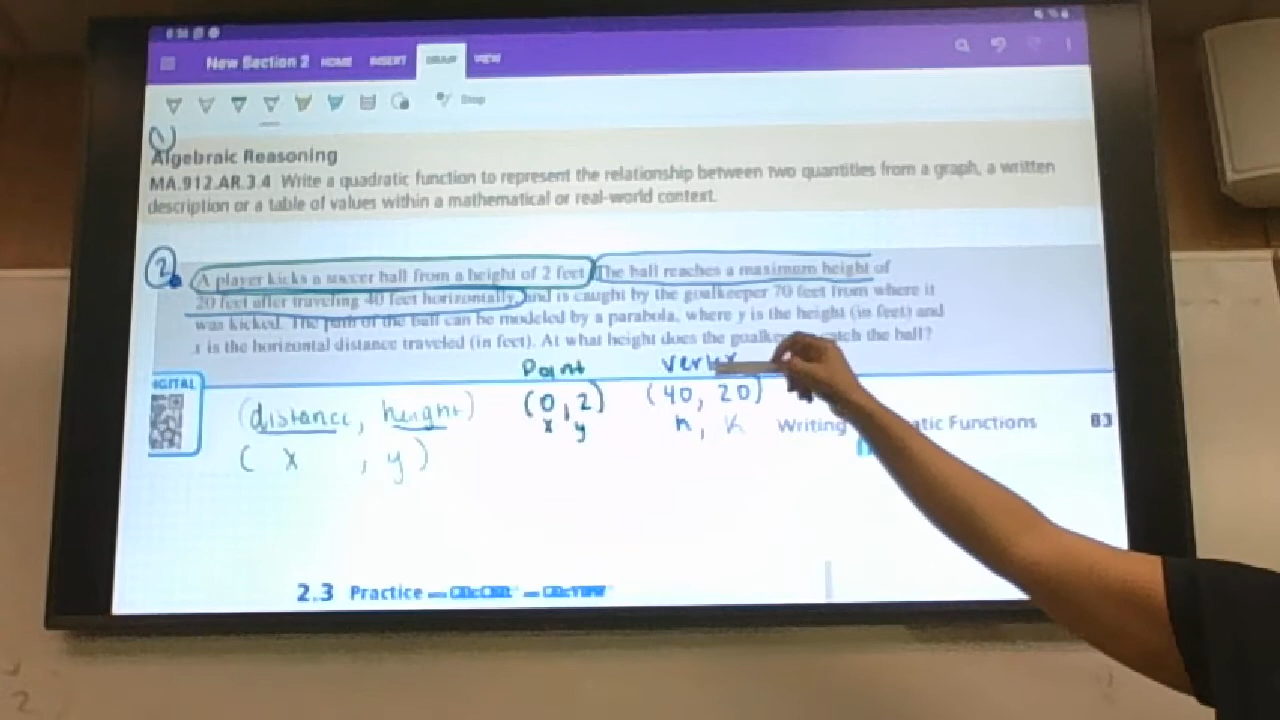 New Section 2 HOME INSERT DRAW VIEW
Stop
1
Algebraic Reasoning
MA.912.AR.3.4 Write a quadratic function to represent the relationship between two quantities from a graph, a written
description or a table of values within a mathematical or real-world context.
2
A player kicks a soccer ball from a height of 2 feet. The ball reaches a maximum height of
20 feet after traveling 40 feet horizontally and is caught by the goalkeeper 70 feet from where it
was kicked. The path of the ball can be modeled by a parabola, where y is the height (in feet) and
x is the horizontal distance traveled (in feet). At what height does the catch the ball?
Point
IGITAL
(distance, height) (0, 2) (40, 20)
x y h, k Writing atic Functions 83
( x , y )
2.3 Practice